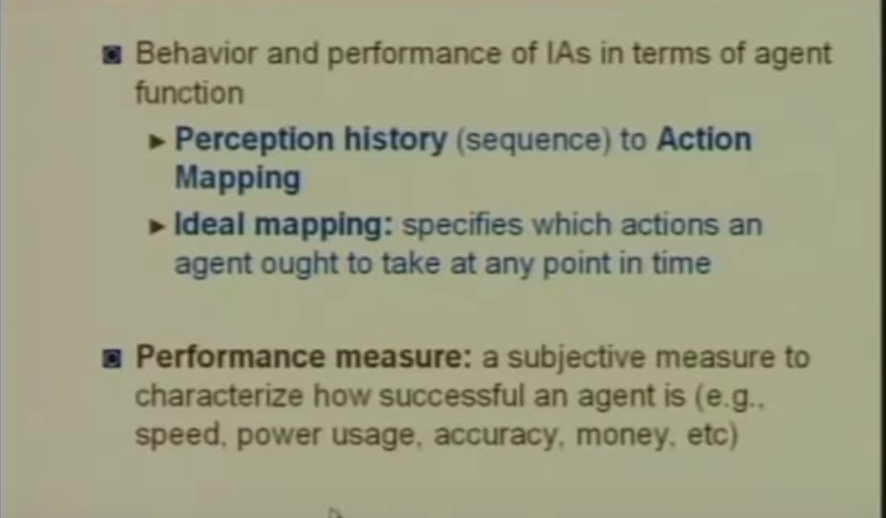 Behavior and performance of IAs in terms of agent
function
Perception history (sequence) to Action
Mapping
Ideal mapping: specifies which actions an
agent ought to take at any point in time
Performance measure: a subjective measure to
characterize how successful an agent is (e.g.,
speed, power usage, accuracy, money, etc)